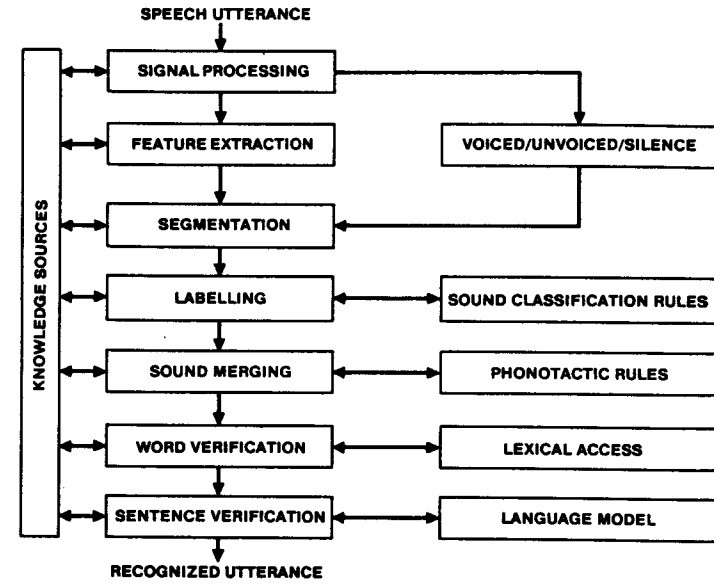 SPEECH UTTERANCE
KNOWLEDGE SOURCES
SIGNAL PROCESSING
FEATURE EXTRACTION
VOICED/UNVOICED/SILENCE
SEGMENTATION
LABELLING
SOUND CLASSIFICATION RULES
SOUND MERGING
PHONOTACTIC RULES
WORD VERIFICATION
LEXICAL ACCESS
SENTENCE VERIFICATION
LANGUAGE MODEL
RECOGNIZED UTTERANCE